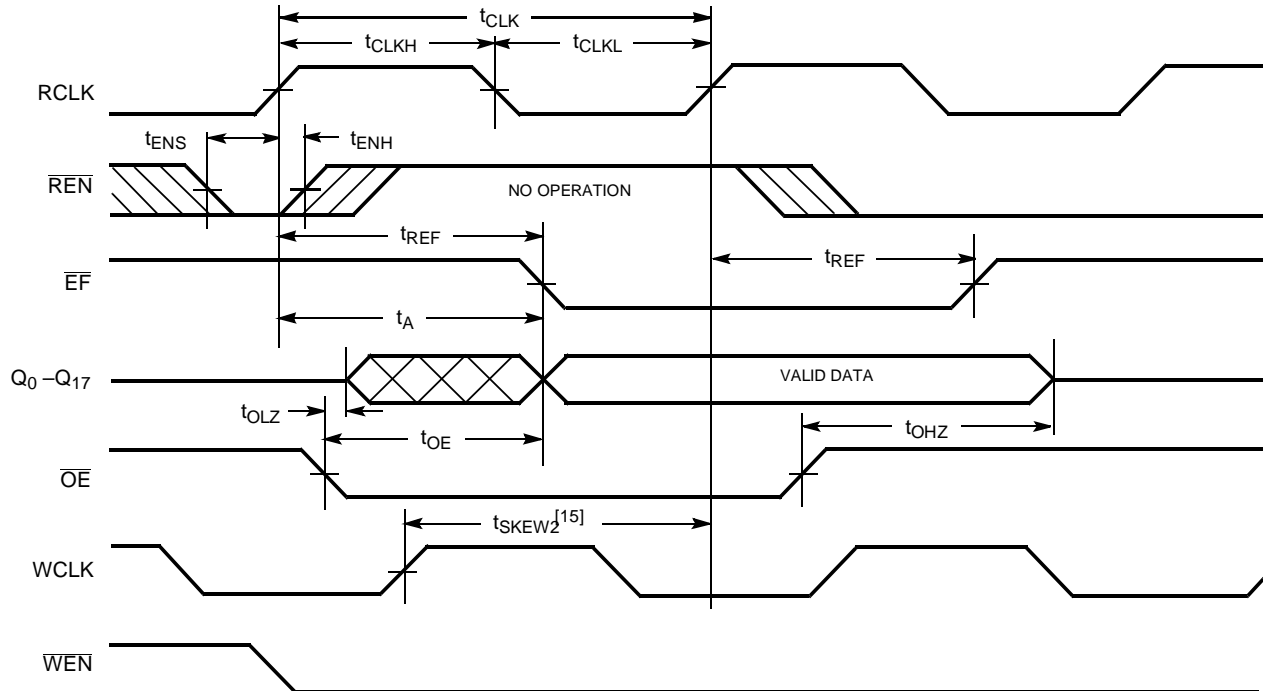 tCLK
tCLKH
tCLKL
RCLK
tENS
tENH
REN
NO OPERATION
tREF
tREF
EF
tA
Q0 –Q17
VALID DATA
tOLZ
tOE
tOHZ
OE
tSKEW2[15]
WCLK
WEN